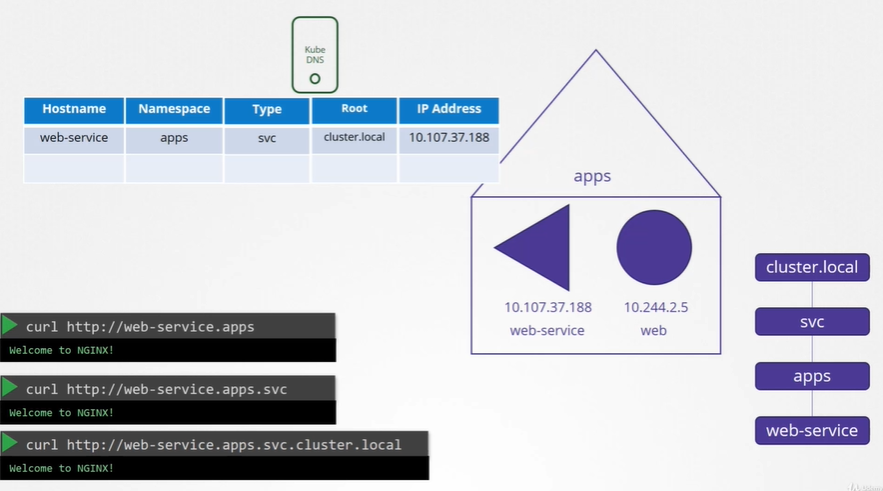 Kube
DNS
Hostname Namespace Type Root IP Address
web-service apps svc cluster.local 10.107.37.188
apps
10.107.37.188 10.244.2.5
web-service web
cluster.local
svc
apps
web-service
curl http://web-service.apps
Welcome to NGINX!
curl http://web-service.apps.svc
Welcome to NGINX!
curl http://web-service.apps.svc.cluster.local
Welcome to NGINX!